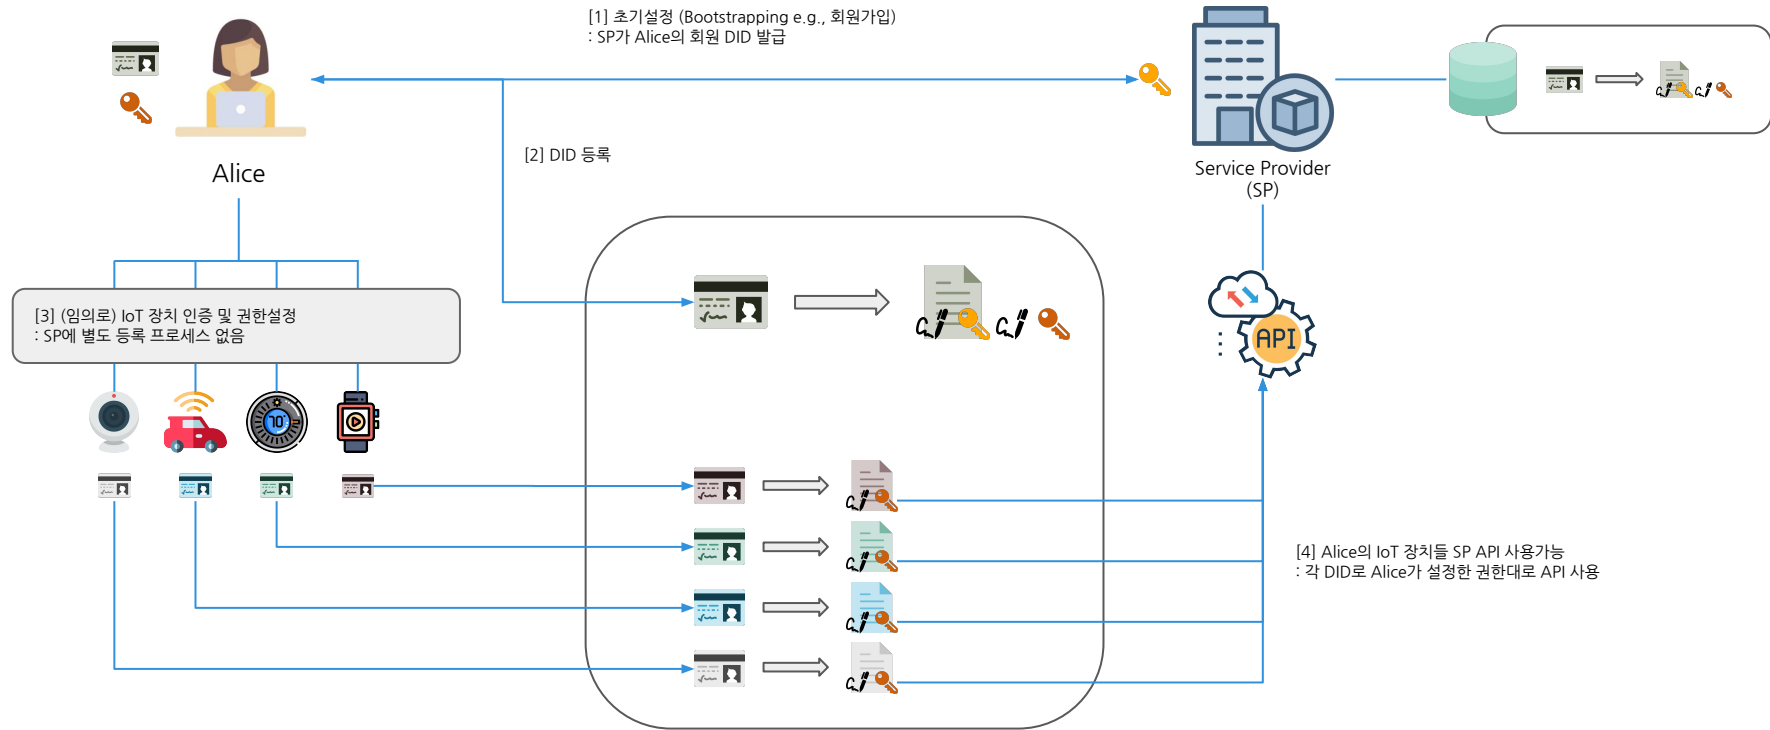 [1] 초기설정 (Bootstrapping e.g., 회원가입)
: SP가 Alice의 회원 DID 발급
[2] DID 등록
Alice
Service Provider
(SP)
[3] (임의로) IoT 장치 인증 및 권한설정
: SP에 별도 등록 프로세스 없음
API
70°
[4] Alice의 IoT 장치들 SP API 사용가능
: 각 DID로 Alice가 설정한 권한대로 API 사용